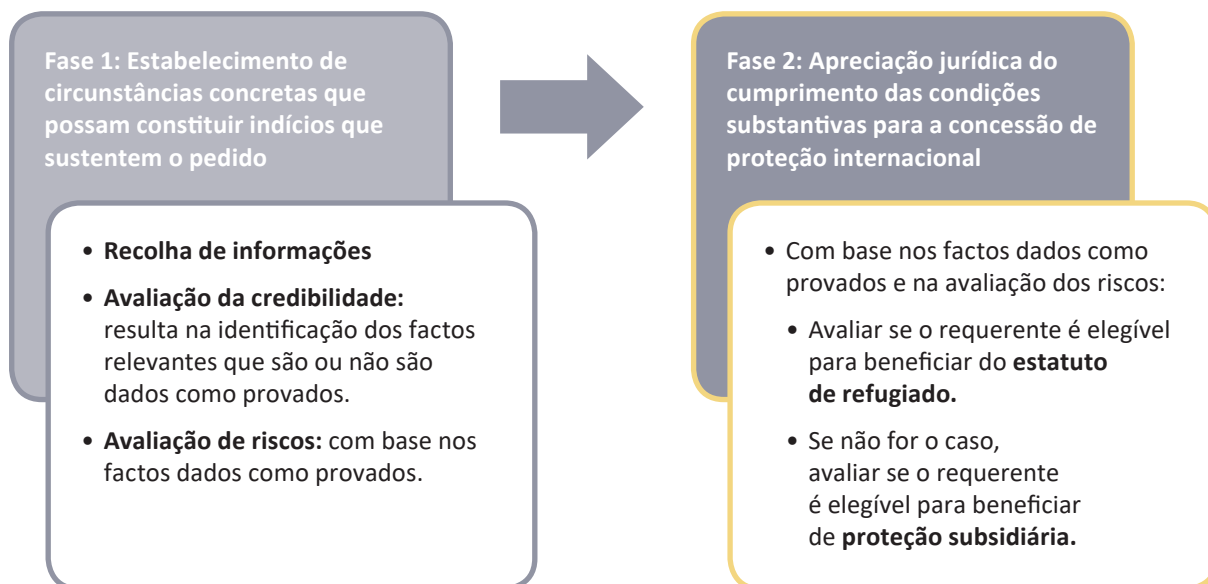 Fase 1: Estabelecimento de
circunstâncias concretas que
possam constituir indícios que
sustentem o pedido
• Recolha de informações
• Avaliação da credibilidade:
resulta na identificação dos factos
relevantes que são ou não são
dados como provados.
• Avaliação de riscos: com base nos
factos dados como provados.
Fase 2: Apreciação jurídica do
cumprimento das condições
substantivas para a concessão de
proteção internacional
• Com base nos factos dados como
provados e na avaliação dos riscos:
• Avaliar se o requerente é elegível
para beneficiar do estatuto
de refugiado.
• Se não for o caso,
avaliar se o requerente
é elegível para beneficiar
de proteção subsidiária.